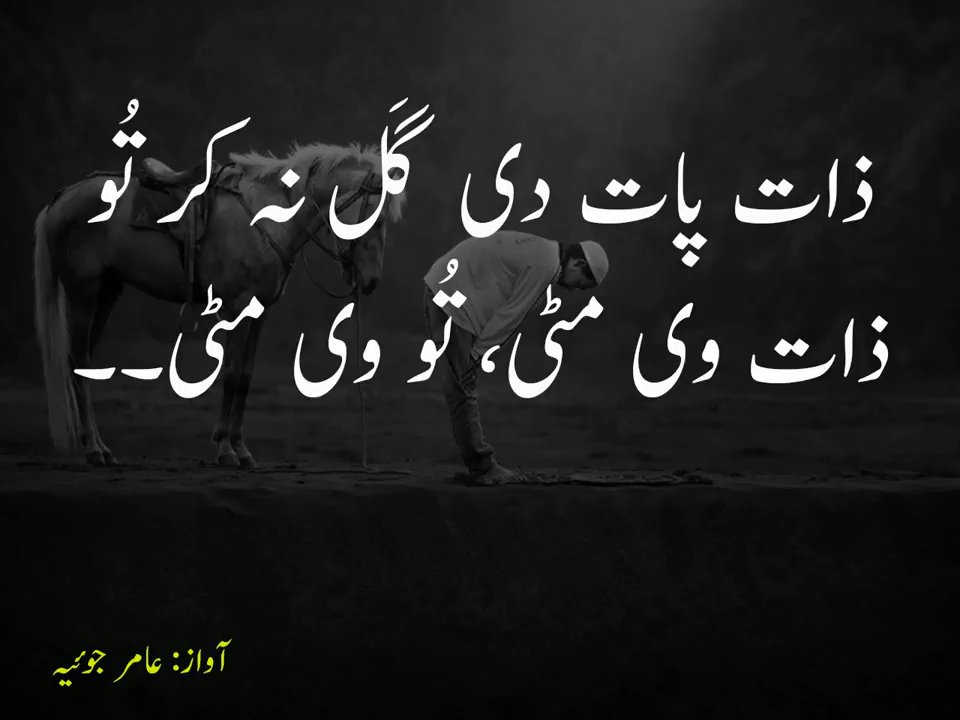 ذات پات دی گَل نہ کر تُو
ذات وی مٹی، تُو وی مٹی۔۔
آواز: عامر جوئیہ